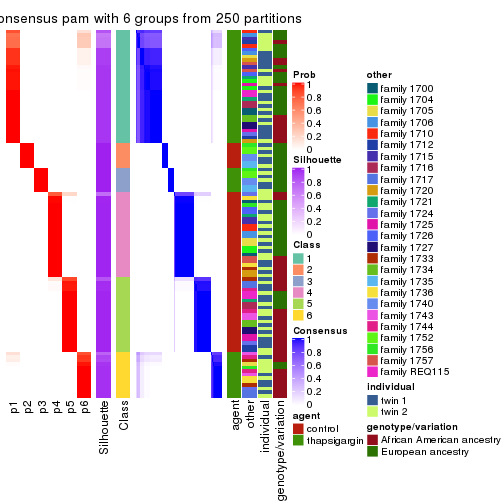 onsensus pam with 6 groups from 250 partitions
p1
p2
p3
p4
p5
p6
Silhouette
Class
agent
other
individual
genotype/variation
Prob
1
0.8
0.6
0.4
0.2
0
Silhouette
1
0.8
0.6
0.4
0.2
0
Class
1
2
3
4
5
6
Consensus
1
0.8
0.6
0.4
0.2
0
agent
control
thapsigargin
other
family 1700
family 1704
family 1705
family 1706
family 1710
family 1712
family 1715
family 1716
family 1717
family 1720
family 1721
family 1724
family 1725
family 1726
family 1727
family 1733
family 1734
family 1735
family 1736
family 1740
family 1743
family 1744
family 1752
family 1756
family 1757
family REQ115
individual
twin 1
twin 2
genotype/variation
African American ancestry
European ancestry